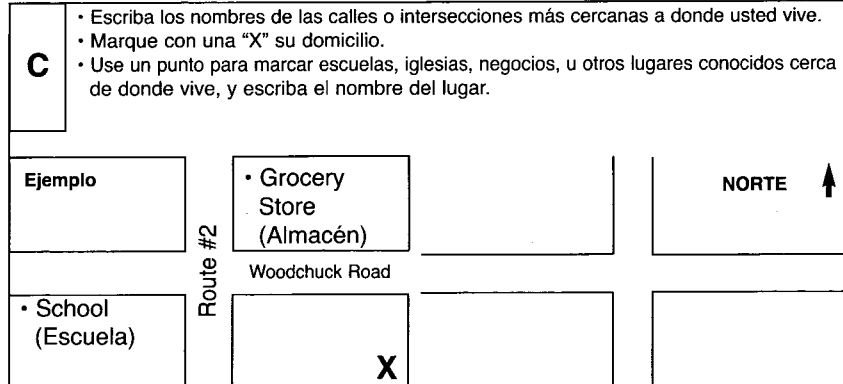 C
• Escriba los nombres de las calles o intersecciones más cercanas a donde usted vive.
• Marque con una “X” su domicilio.
• Use un punto para marcar escuelas, iglesias, negocios, u otros lugares conocidos cerca
de donde vive, y escriba el nombre del lugar.
Ejemplo
Route #2
• Grocery
Store
(Almacén)
NORTE
Woodchuck Road
• School
(Escuela)
X